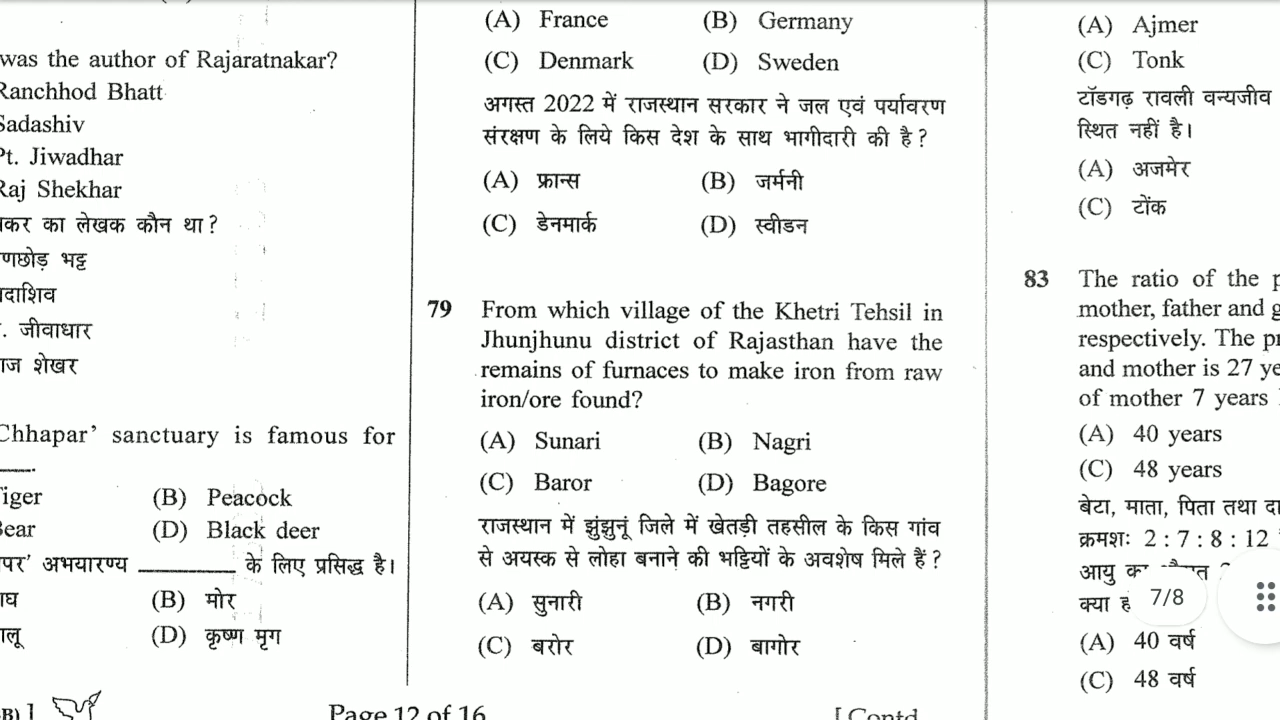 was the author of Rajaratnakar?
Ranchhod Bhatt
Sadashiv
Pt. Jiwadhar
Raj Shekhar
का लेखक कौन था?
भट्ट
जीवाधार
शेखर
Chhapar' sanctuary is famous for
____.
(B) Peacock
(D) Black deer
अभयारण्य ________ के लिए प्रसिद्ध है।
(B) मोर
(D) कृष्ण मृग
(A) France (B) Germany
(C) Denmark (D) Sweden
अगस्त 2022 में राजस्थान सरकार ने जल एवं पर्यावरण
संरक्षण के लिये किस देश के साथ भागीदारी की है?
(A) फ्रान्स (B) जर्मनी
(C) डेनमार्क (D) स्वीडन
79 From which village of the Khetri Tehsil in
Jhunjhunu district of Rajasthan have the
remains of furnaces to make iron from raw
iron/ore found?
(A) Sunari (B) Nagri
(C) Baror (D) Bagore
राजस्थान में झुंझुनूं जिले में खेतड़ी तहसील के किस गांव
से अयस्क से लोहा बनाने की भट्टियों के अवशेष मिले हैं?
(A) सुनारी (B) नगरी
(C) बरोर (D) बागोर
(A) Ajmer
(C) Tonk
टॉडगढ़ रावली वन्यजीव
स्थित नहीं है।
(A) अजमेर
(C) टोंक
83 The ratio of the
mother, father and
respectively. The
and mother is 27
of mother 7 years
(A) 40 years
(C) 48 years
बेटा, माता, पिता तथा
क्रमशः 2 : 7 : 8 : 12
आयु
क्या
7/8
(A) 40 वर्ष
(C) 48 वर्ष
Page 12 of 16
[ Contd